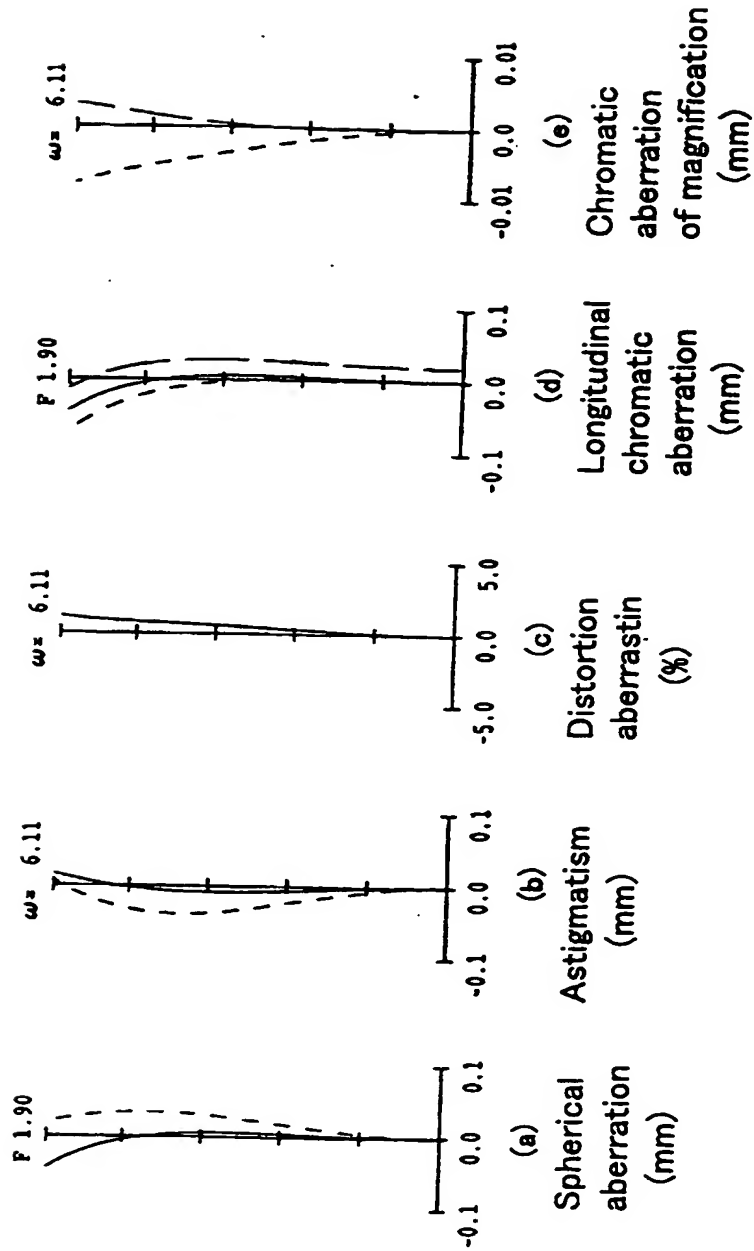 F 1.90
-0.1 0.0 0.1
(a)
Spherical
aberration
(mm)
ω= 6.11
-0.1 0.0 0.1
(b)
Astigmatism
(mm)
ω= 6.11
-5.0 0.0 5.0
(c)
Distortion
aberrastin
(%)
F 1.90
-0.1 0.0 0.1
(d)
Longitudinal
chromatic
aberration
(mm)
ω= 6.11
-0.01 0.0 0.01
(e)
Chromatic
aberration
of magnification
(mm)